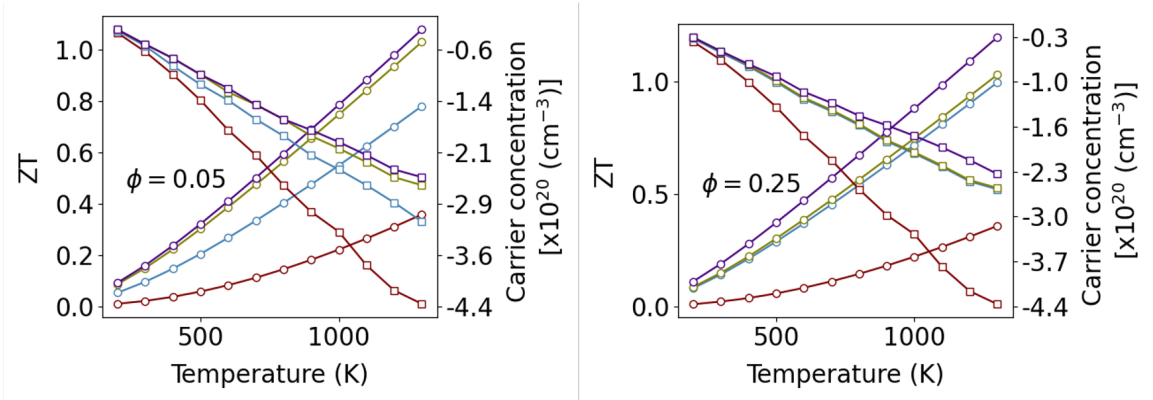 1.0
0.8
0.6
0.4
0.2
0.0
ZT
ϕ = 0.05
-0.6
-1.4
-2.1
-2.9
-3.6
-4.4
Carrier concentration
[x10²⁰ (cm⁻³)]
500 1000
Temperature (K)
1.0
0.5
0.0
ZT
ϕ = 0.25
-0.3
-1.0
-1.6
-2.3
-3.0
-3.7
-4.4
Carrier concentration
[x10²⁰ (cm⁻³)]
500 1000
Temperature (K)